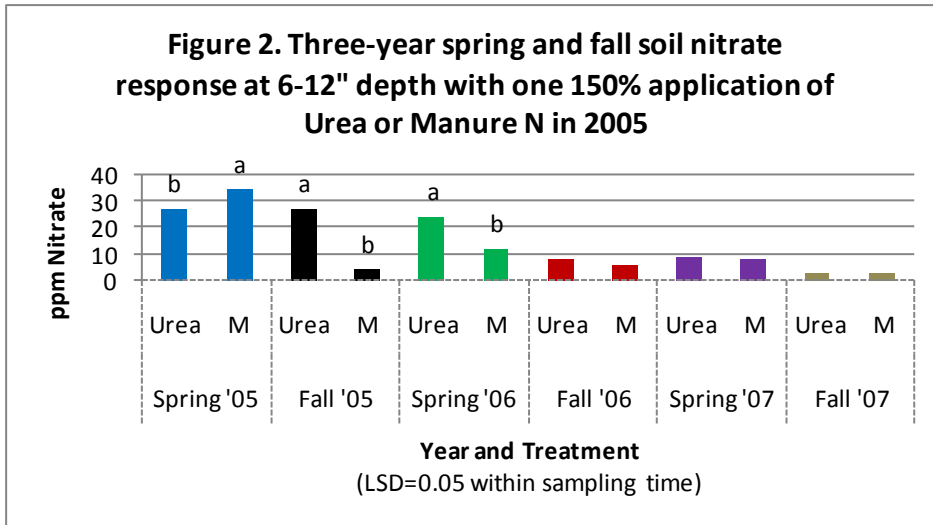 Figure 2. Three-year spring and fall soil nitrate
response at 6-12" depth with one 150% application of
Urea or Manure N in 2005
ppm Nitrate
40
30
20
10
0
b a a b a b
Urea M Urea M Urea M Urea M Urea M Urea M
Spring '05 Fall '05 Spring '06 Fall '06 Spring '07 Fall '07
Year and Treatment
(LSD=0.05 within sampling time)